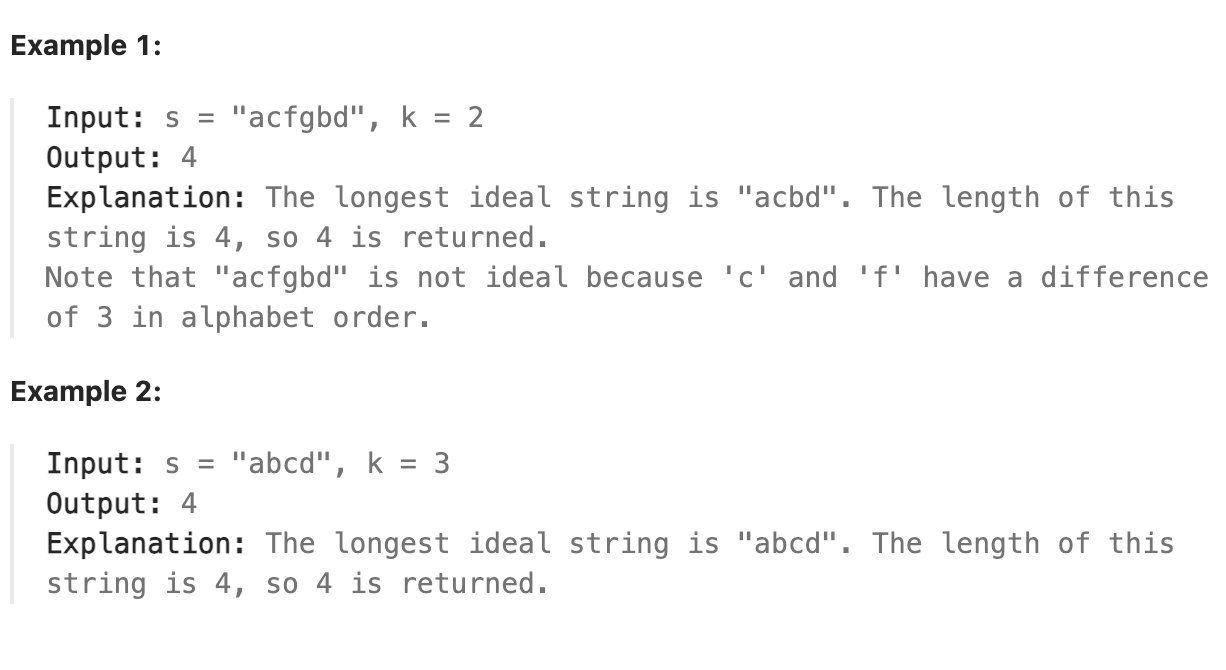 Example 1:
Input: s = "acfgbd", k = 2
Output: 4
Explanation: The longest ideal string is "acbd". The length of this
string is 4, so 4 is returned.
Note that "acfgbd" is not ideal because 'c' and 'f' have a difference
of 3 in alphabet order.
Example 2:
Input: s = "abcd", k = 3
Output: 4
Explanation: The longest ideal string is "abcd". The length of this
string is 4, so 4 is returned.